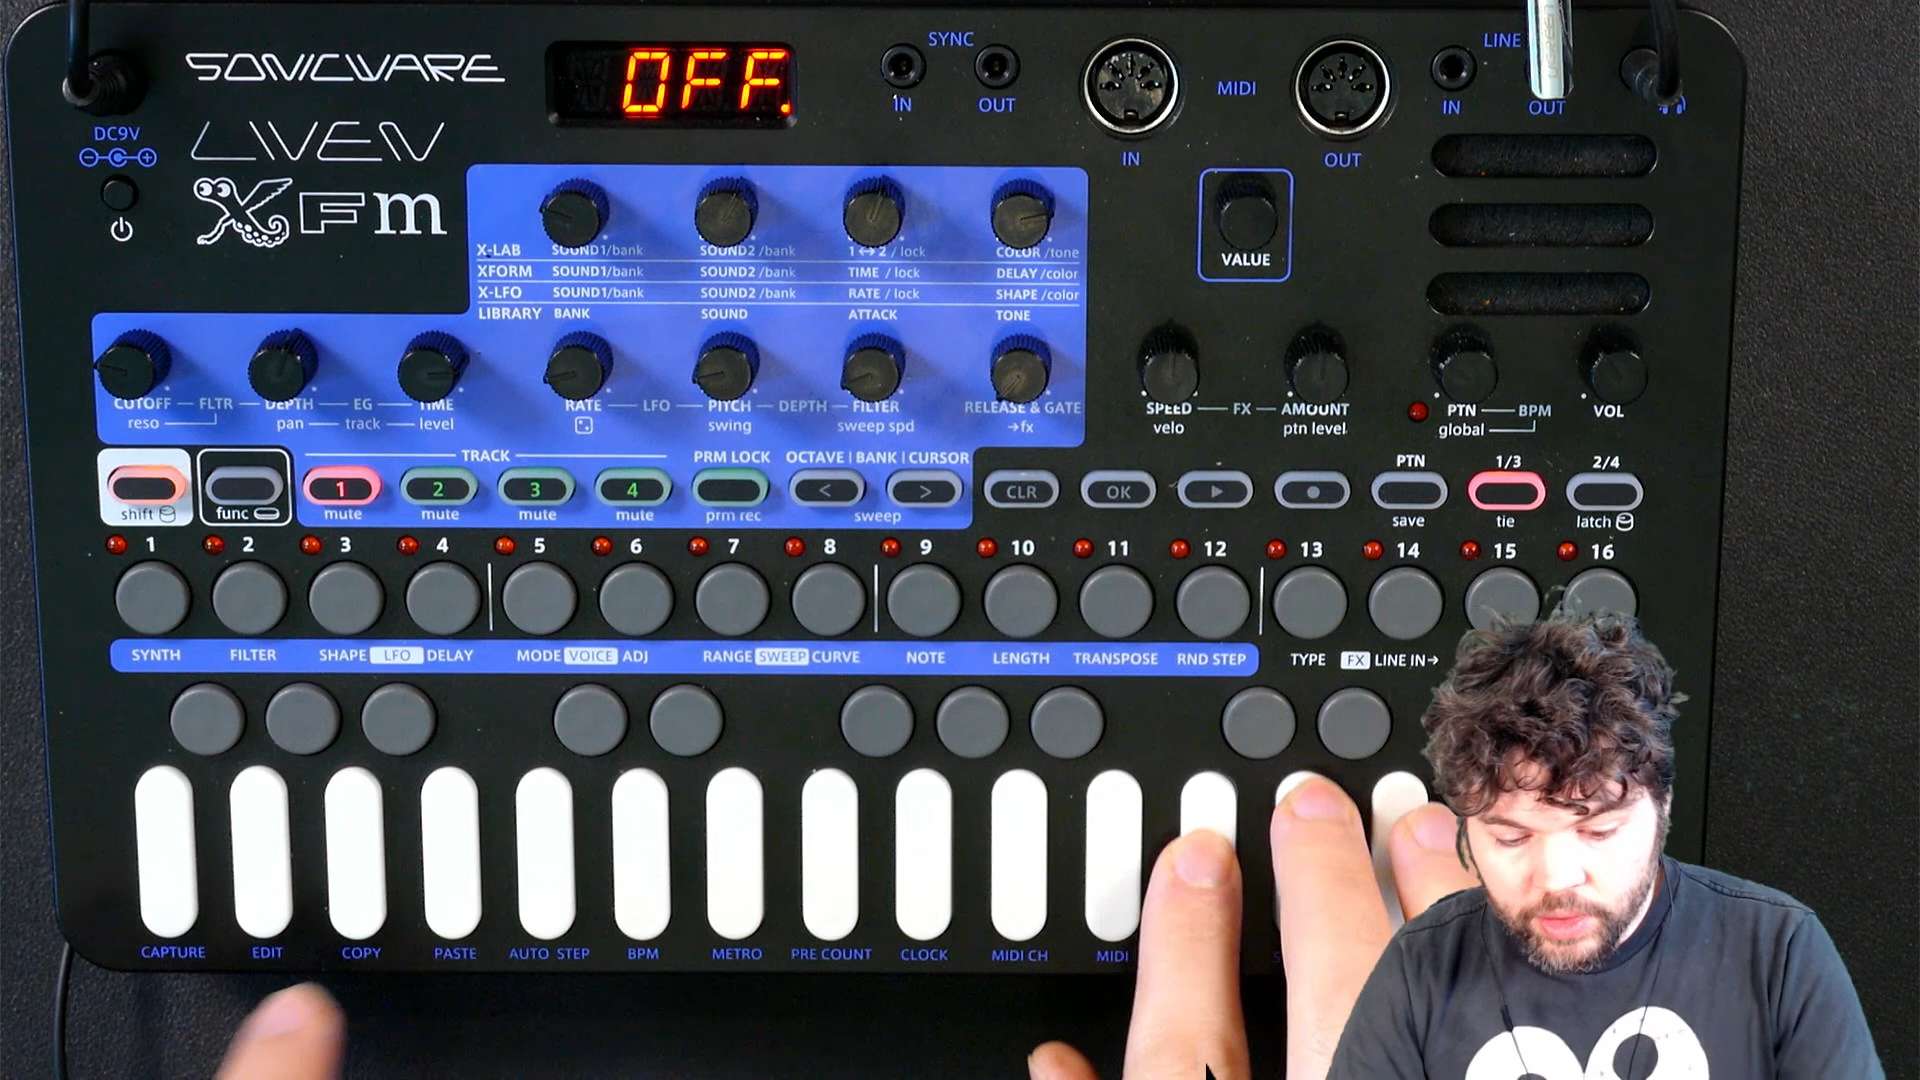 SONICWARE
OFF.
SYNC
IN
OUT
MIDI
IN
OUT
LINE
IN
OUT
DC9V
LIVEN
XFm
X-LAB SOUND1/bank SOUND2/bank 1↔2 / lock COLOR/tone
XFORM SOUND1/bank SOUND2/bank TIME / lock DELAY/color
X-LFO SOUND1/bank SOUND2/bank RATE / lock SHAPE/color
LIBRARY BANK SOUND ATTACK TONE
VALUE
CUTOFF — FLTR — DEPTH — EG — TIME
reso pan — track — level
RATE — LFO — PITCH — DEPTH — FILTER
swing sweep spd
RELEASE & GATE
→fx
SPEED — FX — AMOUNT
velo ptn level
PTN — BPM
global
VOL
TRACK
PRM LOCK
OCTAVE | BANK | CURSOR
PTN
1/3
2/4
1 2 3 4 < > CLR OK
shift func mute mute mute mute prm rec sweep save tie latch
1 2 3 4 5 6 7 8 9 10 11 12 13 14 15 16
SYNTH FILTER SHAPE LFO DELAY MODE VOICE ADJ RANGE SWEEP CURVE NOTE LENGTH TRANSPOSE RND STEP TYPE FX LINE IN→
CAPTURE EDIT COPY PASTE AUTO STEP BPM METRO PRE COUNT CLOCK MIDI CH MIDI